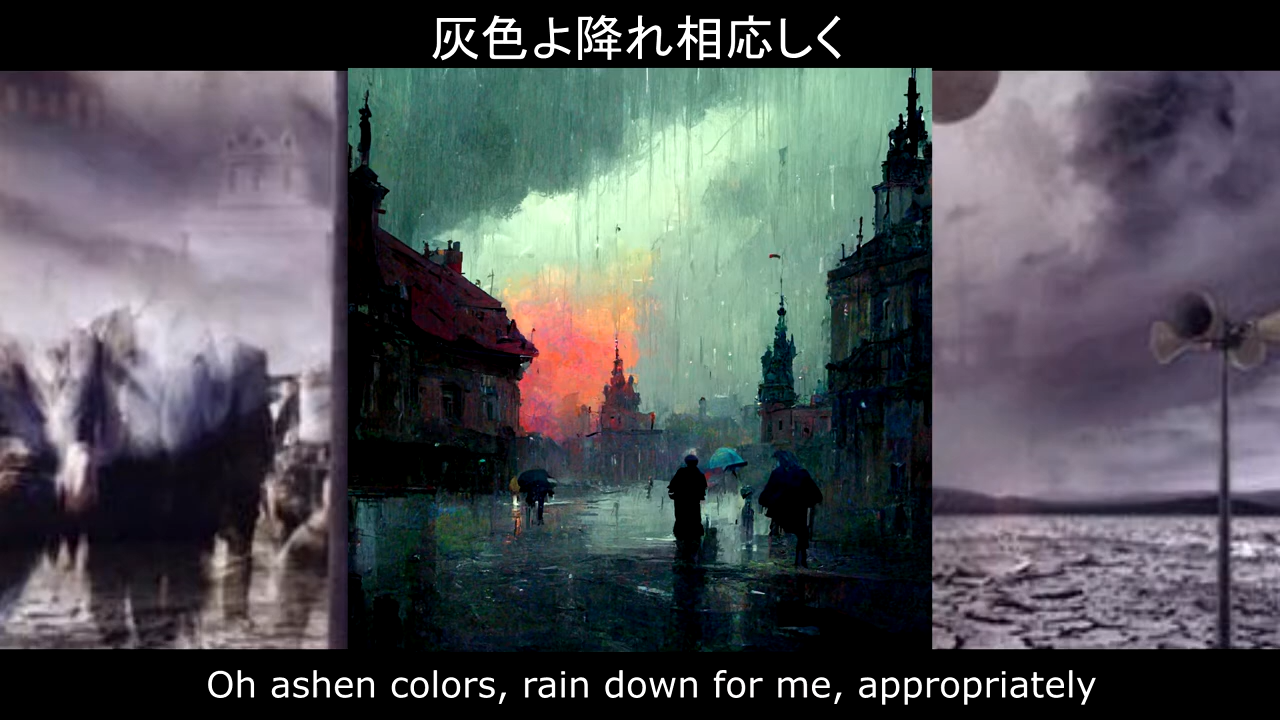 灰色よ降れ相応しく
Oh ashen colors, rain down for me, appropriately